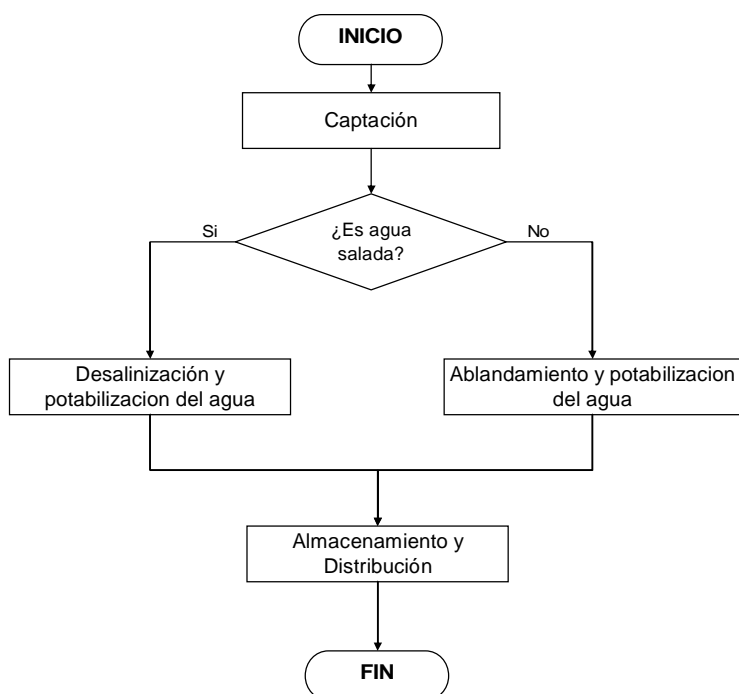 INICIO
Captación
¿Es agua
salada?
Si
No
Desalinización y
potabilizacion del agua
Ablandamiento y potabilizacion
del agua
Almacenamiento y
Distribución
FIN